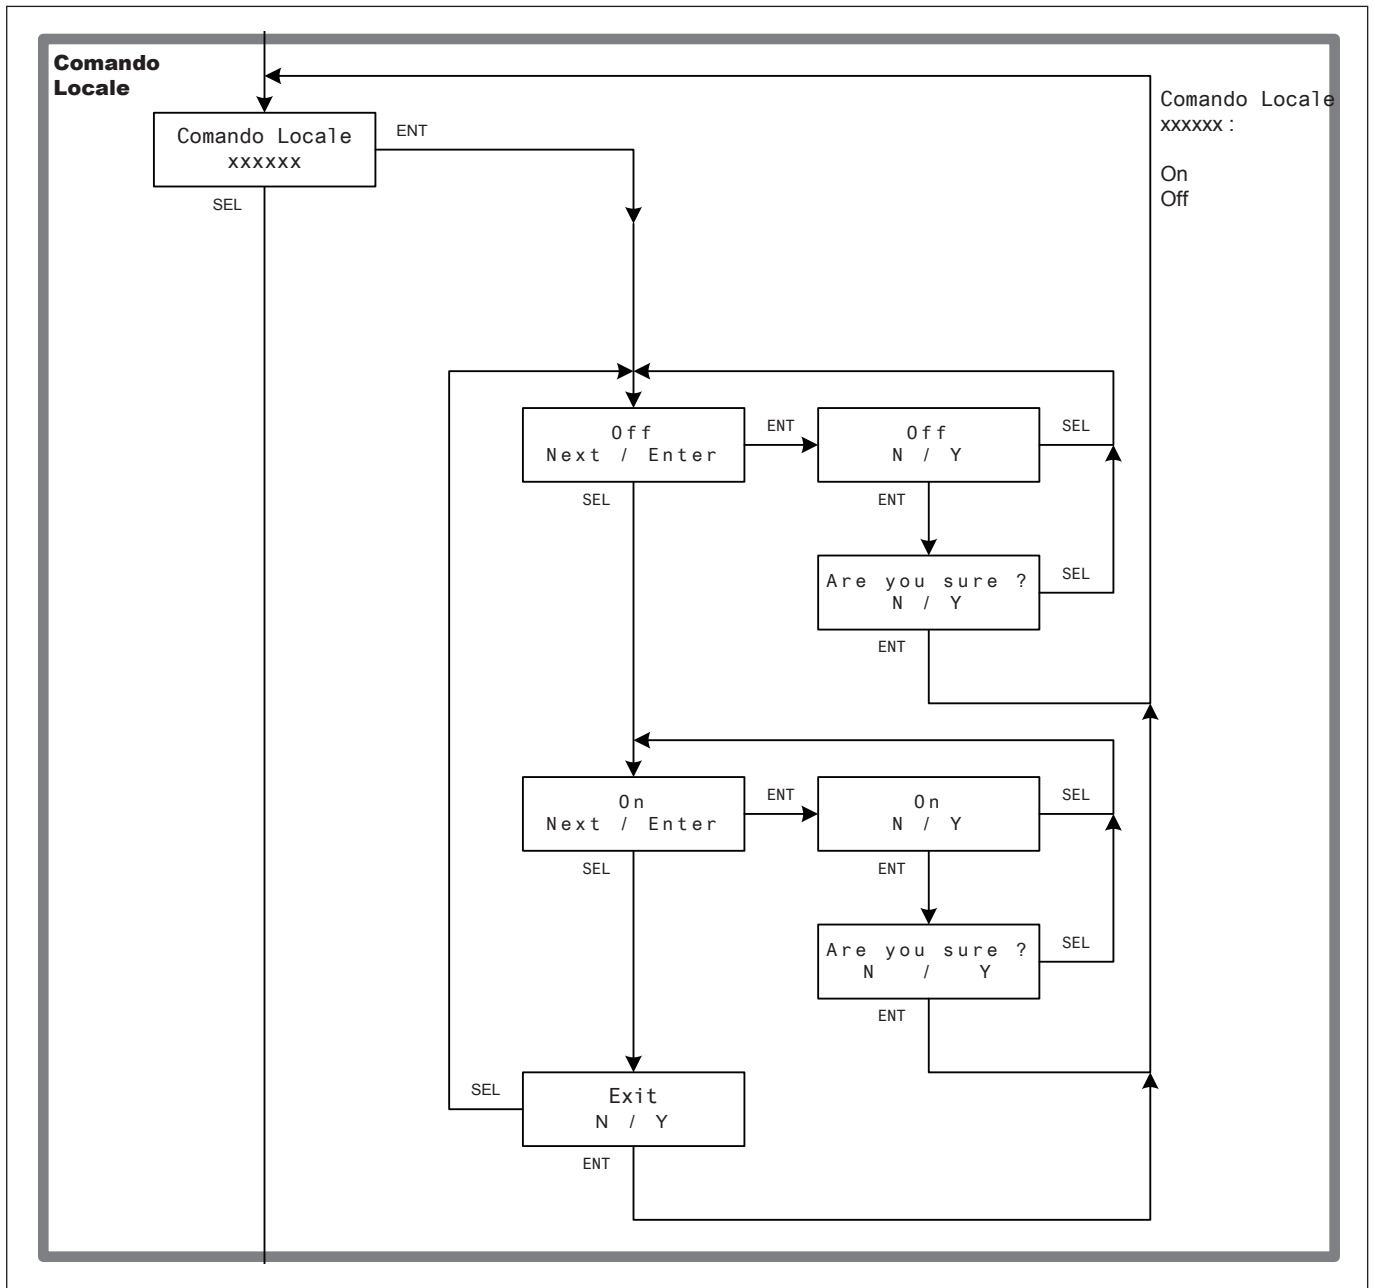 Comando
Locale
Comando Locale
xxxxxx
ENT
SEL
Comando Locale
xxxxxx :
On
Off
Off
Next / Enter
ENT
SEL
Off
N / Y
SEL
ENT
Are you sure ?
N / Y
SEL
ENT
On
Next / Enter
ENT
SEL
On
N / Y
SEL
ENT
Are you sure ?
N / Y
SEL
ENT
SEL
Exit
N / Y
ENT